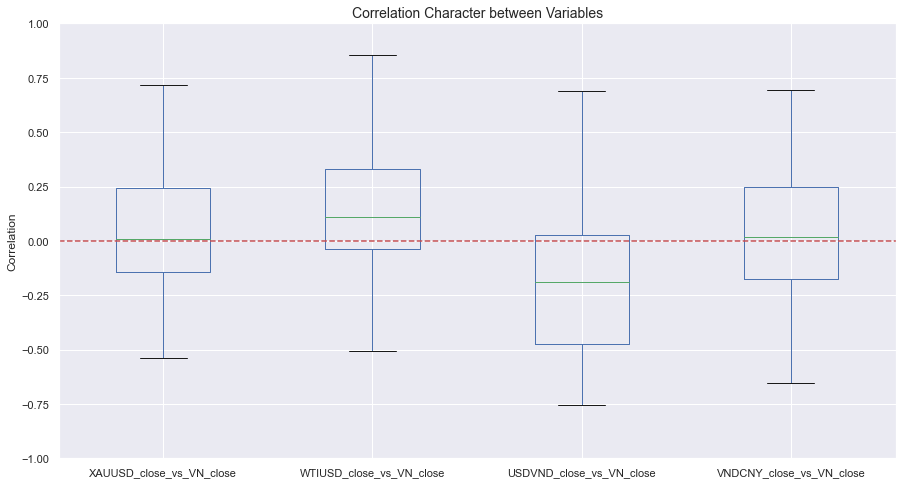 Correlation Character between Variables
1.00
0.75
0.50
0.25
0.00
−0.25
−0.50
−0.75
−1.00
Correlation
XAUUSD_close_vs_VN_close
WTIUSD_close_vs_VN_close
USDVND_close_vs_VN_close
VNDCNY_close_vs_VN_close